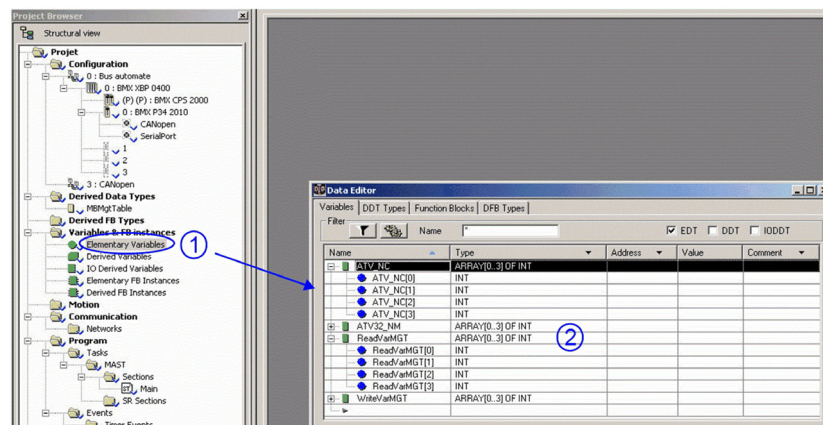 Project Browser
Structural view
Projet
Configuration
0 : Bus automate
0 : BMX XBP 0400
(P) (P) : BMX CPS 2000
0 : BMX P34 2010
CANopen
SerialPort
1
2
3
3 : CANopen
Derived Data Types
MBMgtTable
Derived FB Types
Variables & FB instances
Elementary Variables
Derived Variables
IO Derived Variables
Elementary FB Instances
Derived FB Instances
Motion
Communication
Networks
Program
Tasks
MAST
Sections
Main
SR Sections
Events
Timer Events
1
Data Editor
Variables DDT Types Function Blocks DFB Types
Filter
Name * EDT DDT IODDT
Name Type Address Value Comment
ATV_NC ARRAY[0..3] OF INT
ATV_NC[0] INT
ATV_NC[1] INT
ATV_NC[2] INT
ATV_NC[3] INT
ATV32_NM ARRAY[0..3] OF INT
ReadVarMGT ARRAY[0..3] OF INT
ReadVarMGT[0] INT
ReadVarMGT[1] INT
ReadVarMGT[2] INT
ReadVarMGT[3] INT
WriteVarMGT ARRAY[0..3] OF INT
2